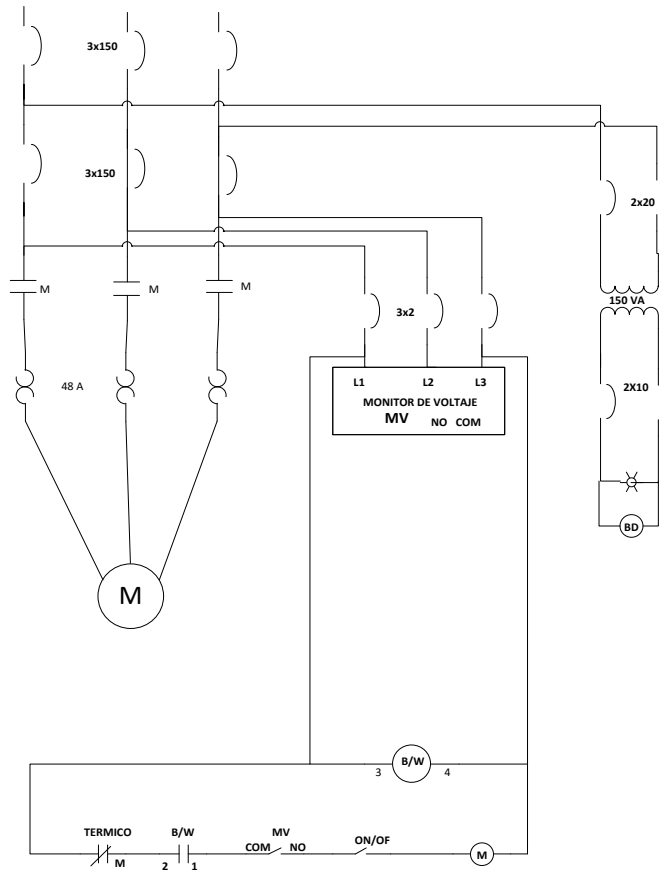 3x150
3x150
2x20
M
M
M
150 VA
3x2
48 A
L1
L2
L3
2X10
MONITOR DE VOLTAJE
MV
NO COM
BD
M
B/W
3
4
TERMICO
B/W
MV
ON/OF
COM
NO
M
2
1
M